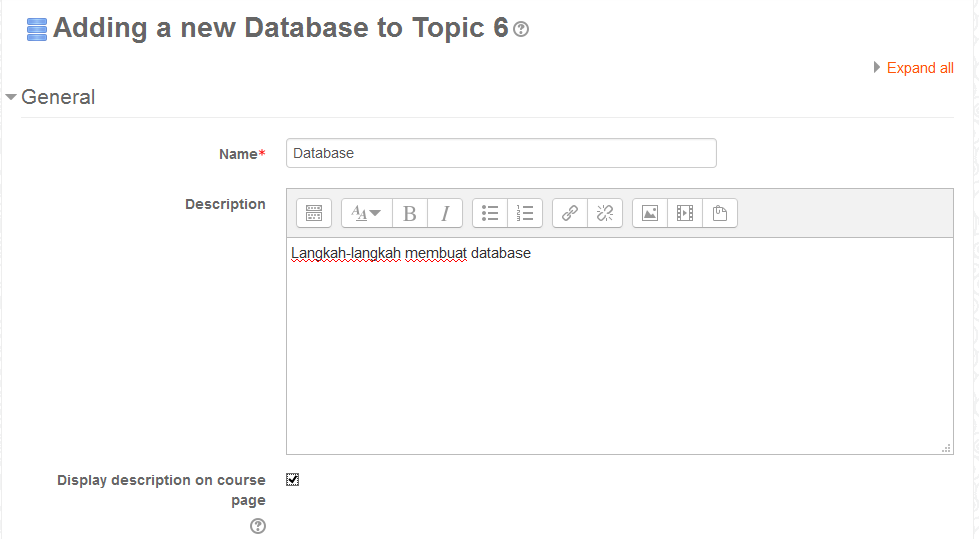 Adding a new Database to Topic 6
Expand all
General
Name*
Database
Description
Langkah-langkah membuat database
Display description on course
page